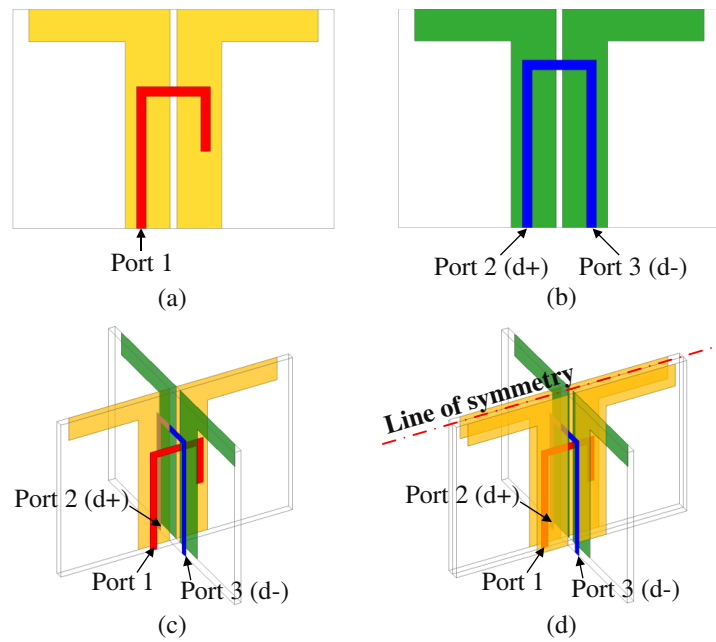 Port 1
(a)
Port 2 (d+)
Port 3 (d-)
(b)
Port 2 (d+)
Port 1
Port 3 (d-)
(c)
Line of symmetry
Port 2 (d+)
Port 1
Port 3 (d-)
(d)